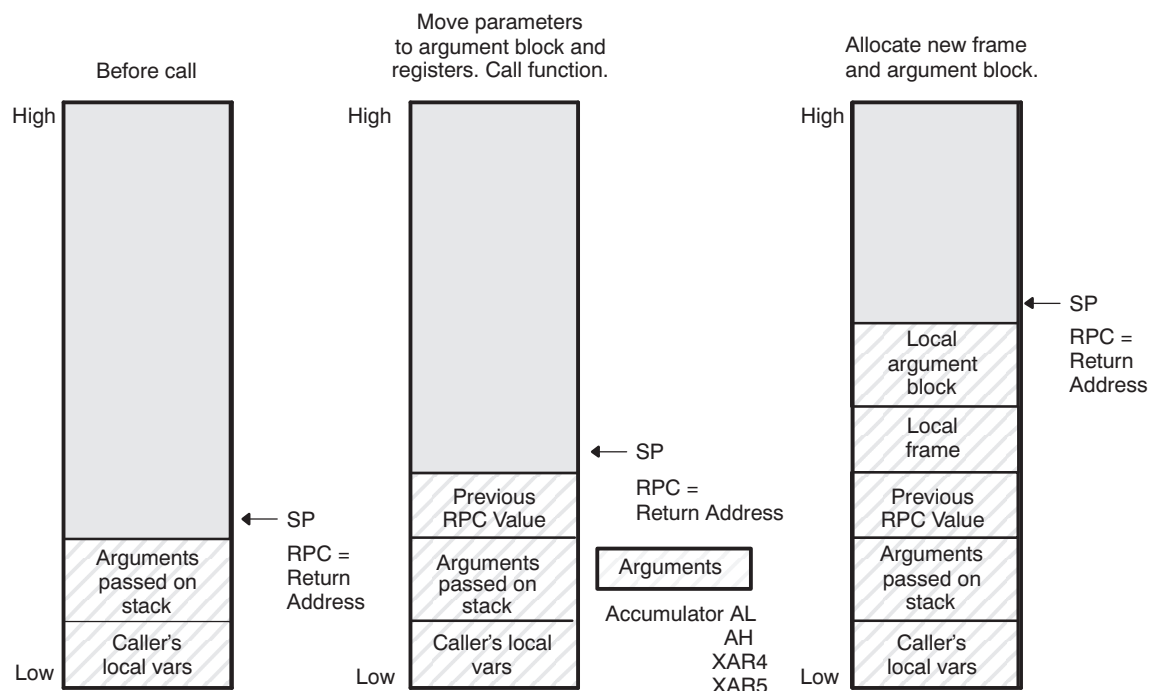 Before call
High
SP
RPC =
Return
Address
Arguments
passed on
stack
Caller's
local vars
Low
Move parameters
to argument block and
registers. Call function.
High
SP
RPC =
Return Address
Previous
RPC Value
Arguments
passed on
stack
Caller's local
vars
Low
Arguments
Accumulator AL
AH
XAR4
XAR5
Allocate new frame
and argument block.
High
SP
RPC =
Return
Address
Local
argument
block
Local
frame
Previous
RPC Value
Arguments
passed on
stack
Caller's
local vars
Low